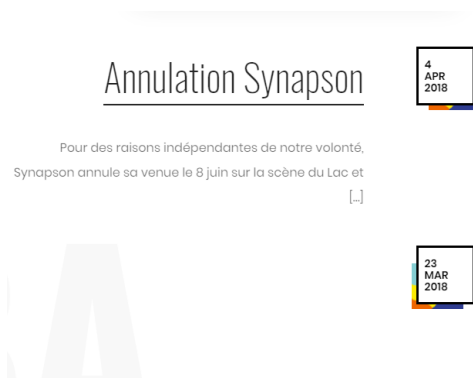 Annulation Synapson
4
APR
2018
Pour des raisons indépendantes de notre volonté,
Synapson annule sa venue le 8 juin sur la scène du Lac et
[...]
23
MAR
2018